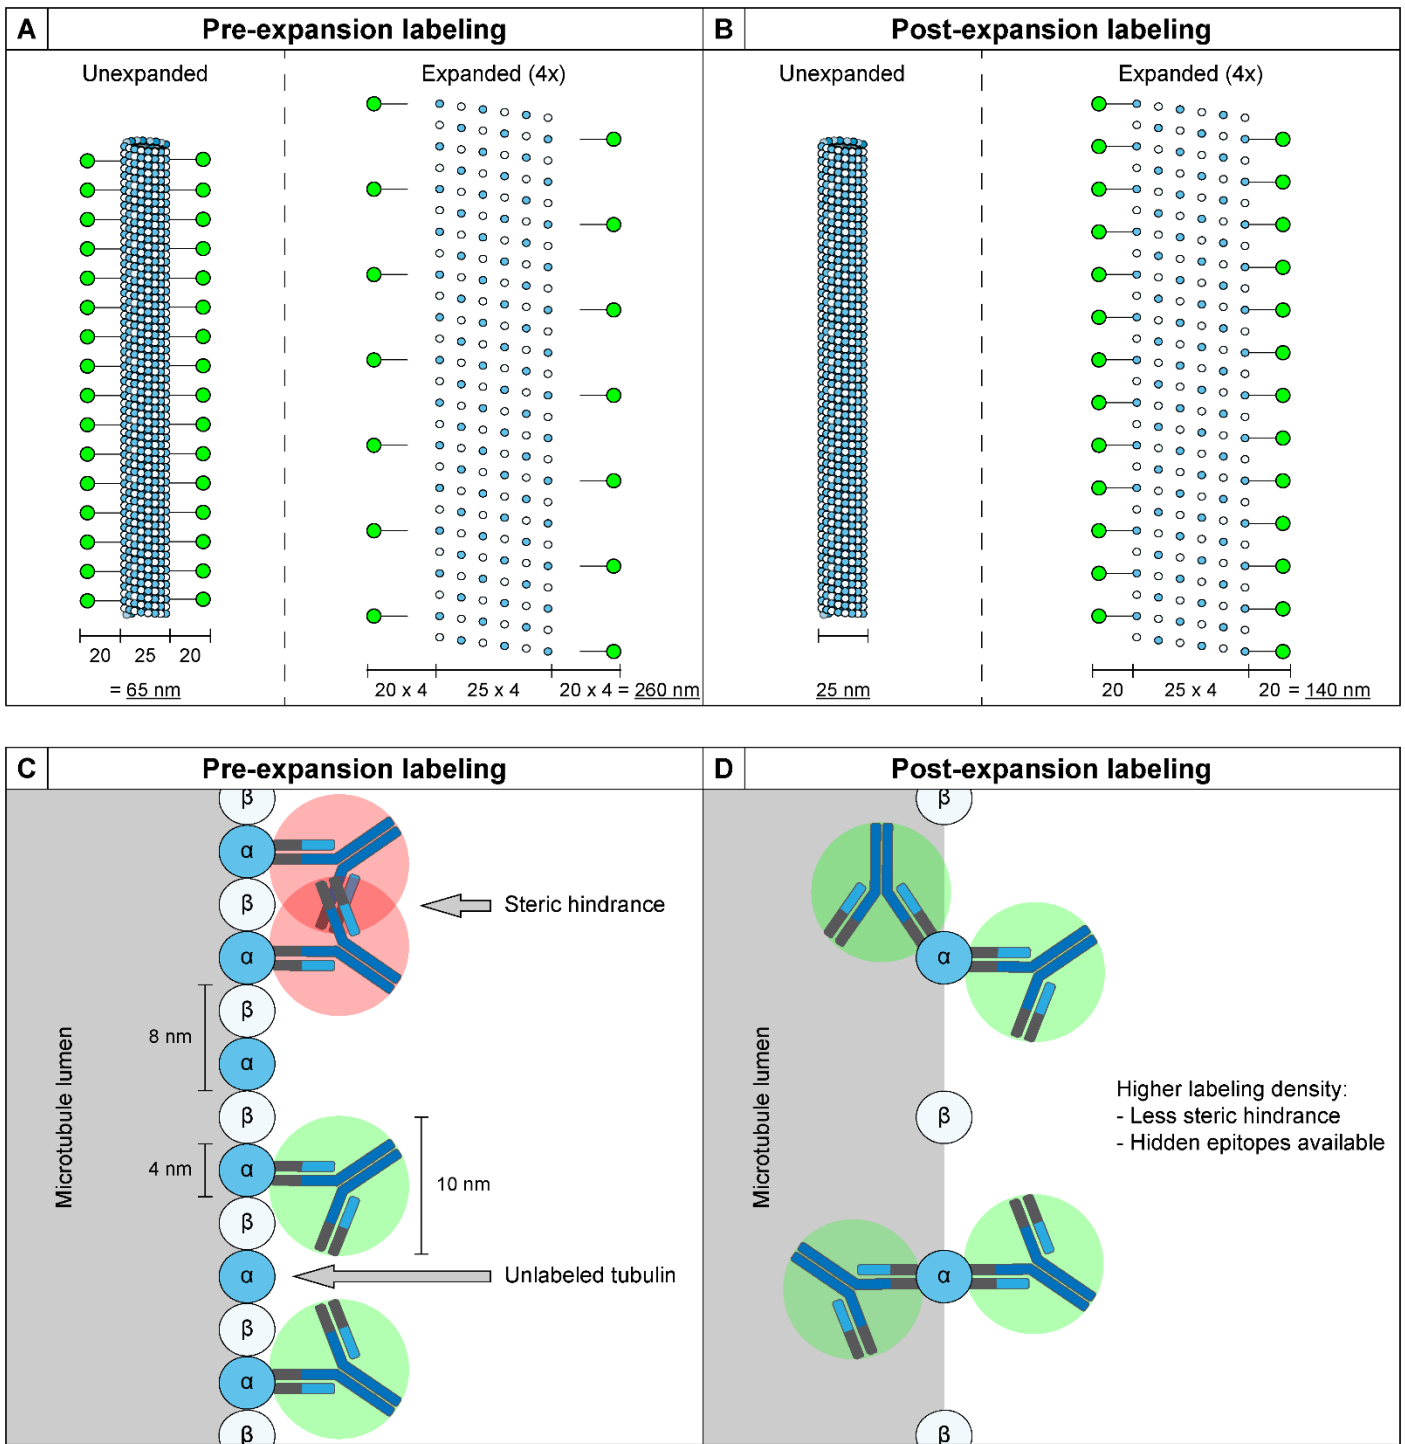 A Pre-expansion labeling
Unexpanded
Expanded (4x)
20 25 20
= 65 nm
20 x 4 25 x 4 20 x 4 = 260 nm
B Post-expansion labeling
Unexpanded
Expanded (4x)
25 nm
20 25 x 4 20 = 140 nm
C Pre-expansion labeling
β
α
β
α
β
α
β
α
β
α
β
α
β
Steric hindrance
8 nm
4 nm
10 nm
Unlabeled tubulin
Microtubule lumen
D Post-expansion labeling
β
α
β
α
β
Microtubule lumen
Higher labeling density:
- Less steric hindrance
- Hidden epitopes available